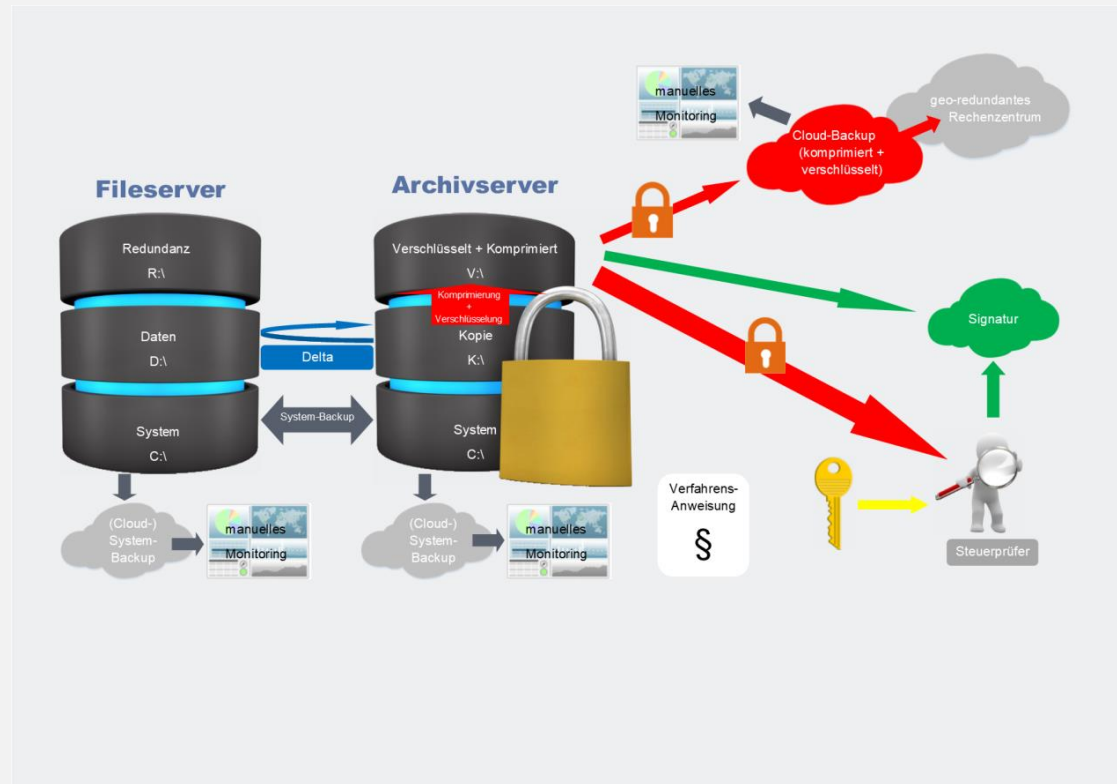 Fileserver
Redundanz
R:\
Daten
D:\
System
C:\
Delta
System-Backup
Archivserver
Verschlüsselt + Komprimiert
V:\
Komprimierung
+
Verschlüsselung
Kopie
K:\
System
C:\
(Cloud-)
System-
Backup
manuelles
Monitoring
(Cloud-)
System-
Backup
manuelles
Monitoring
manuelles
Monitoring
Cloud-Backup
(komprimiert +
verschlüsselt)
geo-redundantes
Rechenzentrum
Signatur
Verfahrens-
Anweisung
§
Steuerprüfer